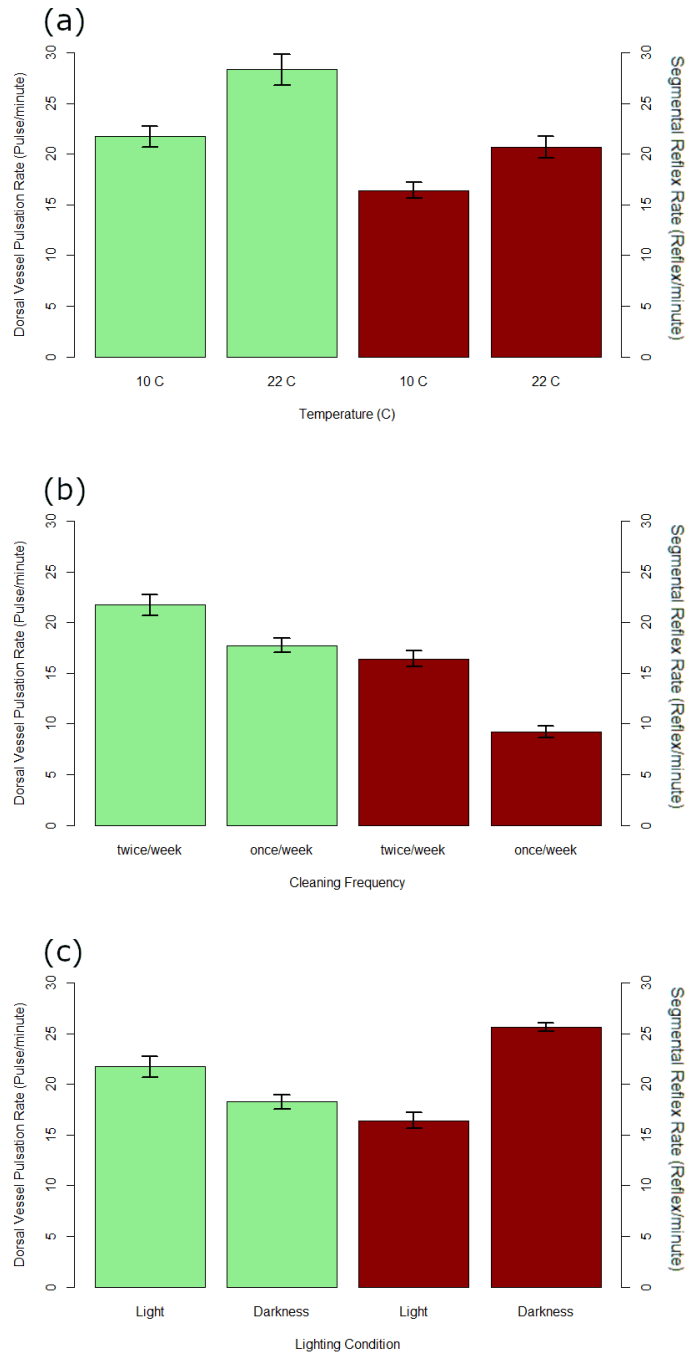 (a)
Dorsal Vessel Pulsation Rate (Pulse/minute)
30
25
20
15
10
5
0
30
25
20
15
10
5
0
Segmental Reflex Rate (Reflex/minute)
10 C 22 C 10 C 22 C
Temperature (C)
(b)
Dorsal Vessel Pulsation Rate (Pulse/minute)
30
25
20
15
10
5
0
30
25
20
15
10
5
0
Segmental Reflex Rate (Reflex/minute)
twice/week once/week twice/week once/week
Cleaning Frequency
(c)
Dorsal Vessel Pulsation Rate (Pulse/minute)
30
25
20
15
10
5
0
30
25
20
15
10
5
0
Segmental Reflex Rate (Reflex/minute)
Light Darkness Light Darkness
Lighting Condition